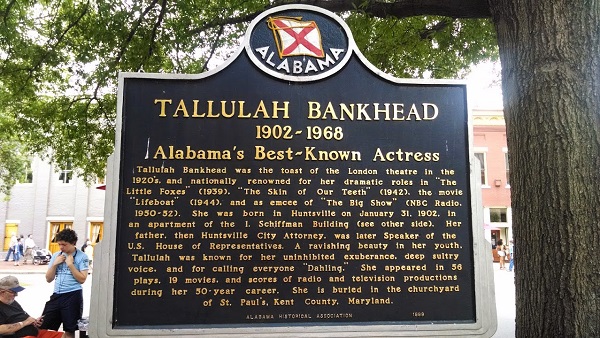 ALABAMA
TALLULAH BANKHEAD
1902-1968
Alabama's Best-Known Actress
Tallulah Bankhead was the toast of the London theatre in the
1920's, and nationally renowned for her dramatic roles in "The
Little Foxes" (1939), "The Skin of Our Teeth" (1942), the movie
"Lifeboat" (1944), and as emcee of "The Big Show" (NBC Radio,
1950-52). She was born in Huntsville on January 31, 1902, in
an apartment of the I. Schiffman Building (see other side). Her
father, then Huntsville City Attorney, was later Speaker of the
U.S. House of Representatives. A ravishing beauty in her youth,
Tallulah was known for her uninhibited exuberance, deep sultry
voice, and for calling everyone "Dahling." She appeared in 56
plays, 19 movies, and scores of radio and television productions
during her 50-year career. She is buried in the churchyard
of St. Paul's, Kent County, Maryland.
ALABAMA HISTORICAL ASSOCIATION